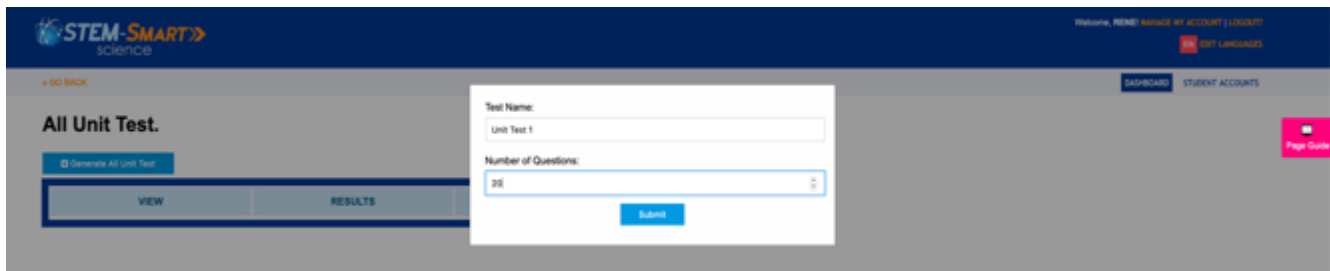 STEM-SMART»
science
Welcome, RENE! MANAGE MY ACCOUNT | LOGOUT?
EN EDIT LANGUAGES
« GO BACK
DASHBOARD STUDENT ACCOUNTS
All Unit Test.
Generate All Unit Test
VIEW RESULTS
Test Name:
Unit Test 1
Number of Questions:
20
Submit
Page Guide